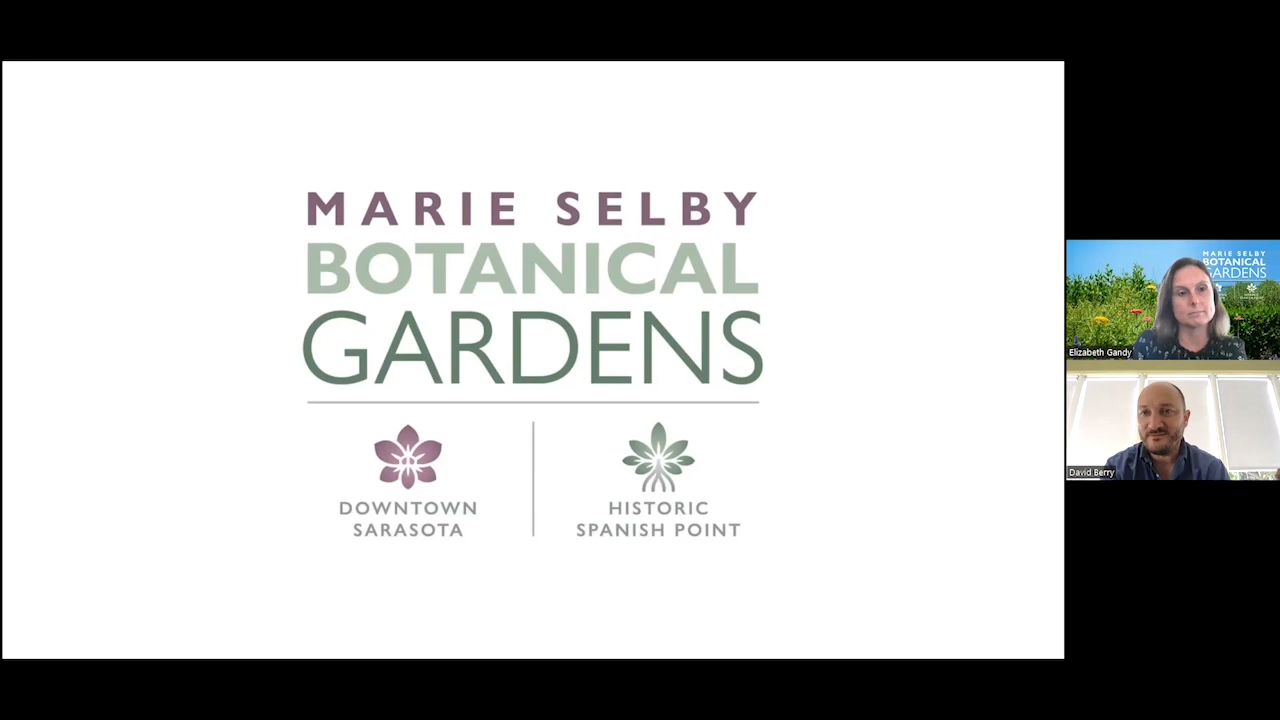 MARIE SELBY
BOTANICAL
GARDENS
DOWNTOWN
SARASOTA
HISTORIC
SPANISH POINT
MARIE SELBY
BOTANICAL
GARDENS
Elizabeth Gandy
David Berry